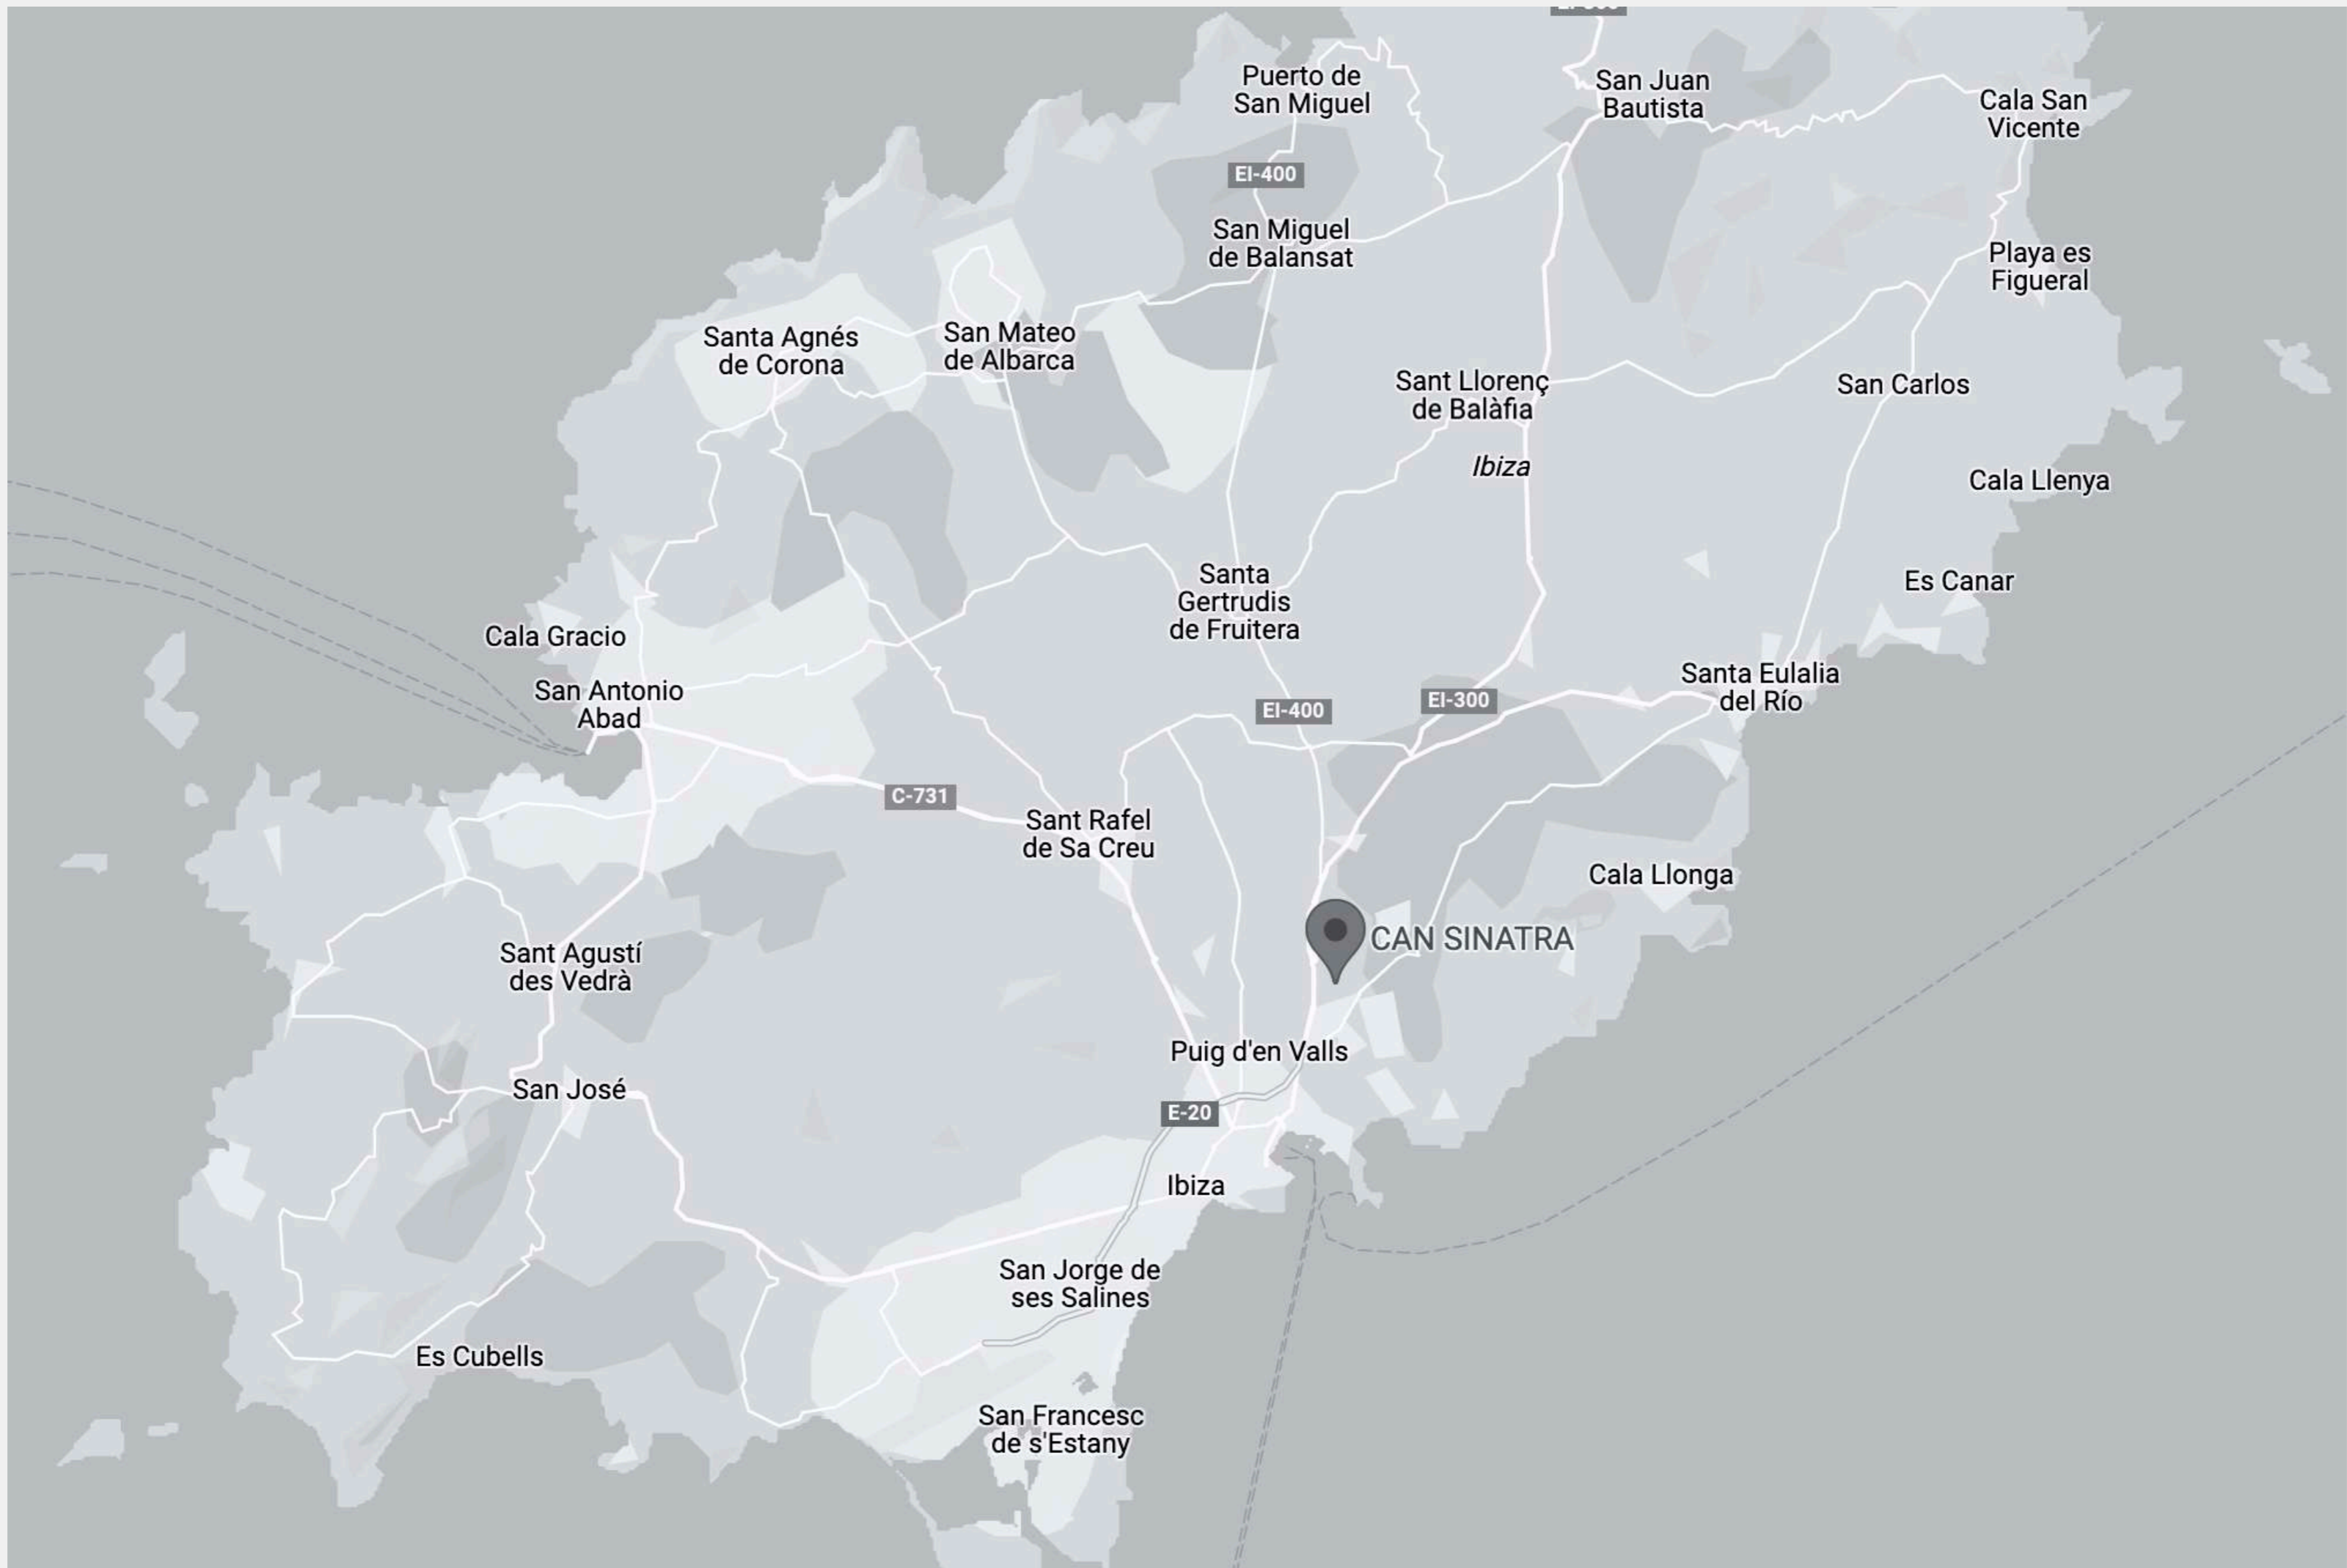 Puerto de
San Miguel
San Juan
Bautista
Cala San
Vicente
EI-400
San Miguel
de Balansat
Playa es
Figueral
Santa Agnés
de Corona
San Mateo
de Albarca
Sant Llorenç
de Balàfia
San Carlos
Ibiza
Cala Llenya
Santa
Gertrudis
de Fruitera
Es Canar
Cala Gracio
San Antonio
Abad
Santa Eulalia
del Río
EI-400
EI-300
C-731
Sant Rafel
de Sa Creu
Cala Llonga
CAN SINATRA
Sant Agustí
des Vedrà
Puig d'en Valls
San José
E-20
Ibiza
San Jorge de
ses Salines
Es Cubells
San Francesc
de s'Estany